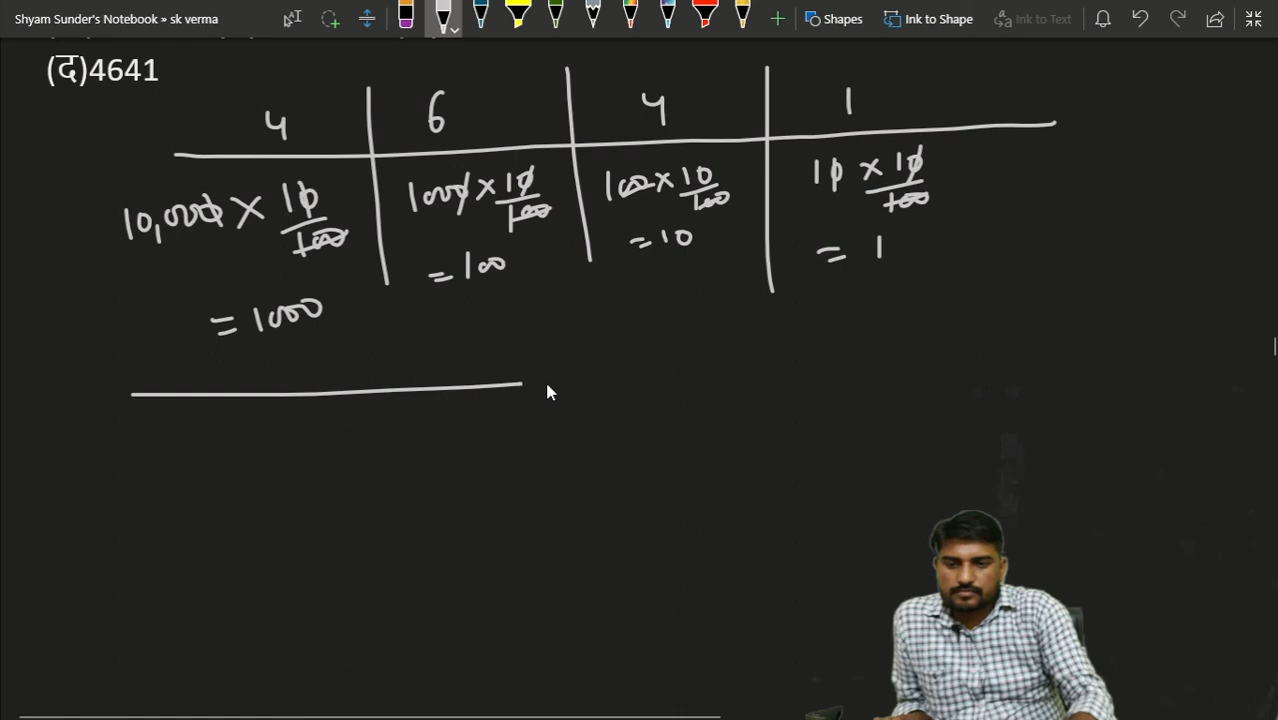 Shyam Sunder's Notebook » sk verma
Shapes
Ink to Shape
Ink to Text
(द)4641
4 6 4 1
10,000 × 10/100 1000 × 10/100 100 × 10/100 10 × 10/100
= 1000 = 100 = 10 = 1